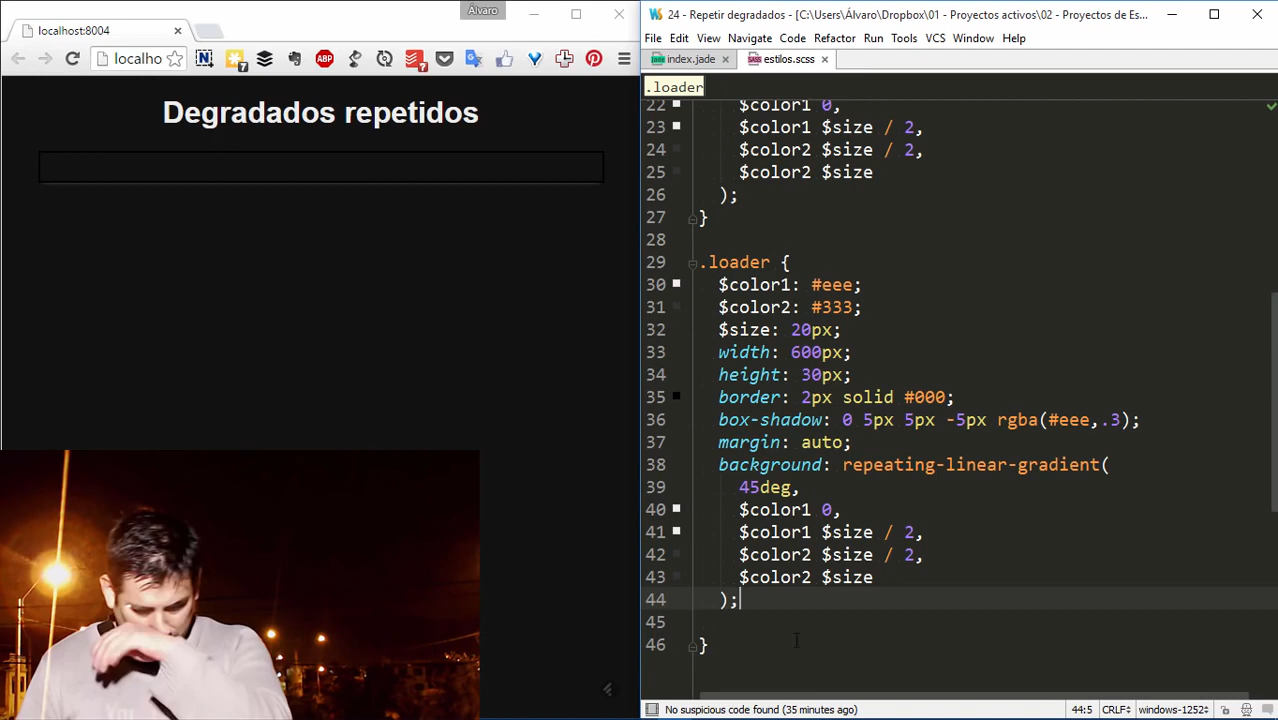 Álvaro
localhost:8004
localho
ABP
7
Degradados repetidos
24 - Repetir degradados - [C:\Users\Álvaro\Dropbox\01 - Proyectos activos\02 - Proyectos de Es...
File Edit View Navigate Code Refactor Run Tools VCS Window Help
index.jade estilos.scss
.loader
22 $color1 0,
23 $color1 $size / 2,
24 $color2 $size / 2,
25 $color2 $size
26 );
27 }
28
29 .loader {
30 $color1: #eee;
31 $color2: #333;
32 $size: 20px;
33 width: 600px;
34 height: 30px;
35 border: 2px solid #000;
36 box-shadow: 0 5px 5px -5px rgba(#eee,.3);
37 margin: auto;
38 background: repeating-linear-gradient(
39 45deg,
40 $color1 0,
41 $color1 $size / 2,
42 $color2 $size / 2,
43 $color2 $size
44 );
45
46 }
No suspicious code found (35 minutes ago) 44:5 CRLF÷ windows-1252÷